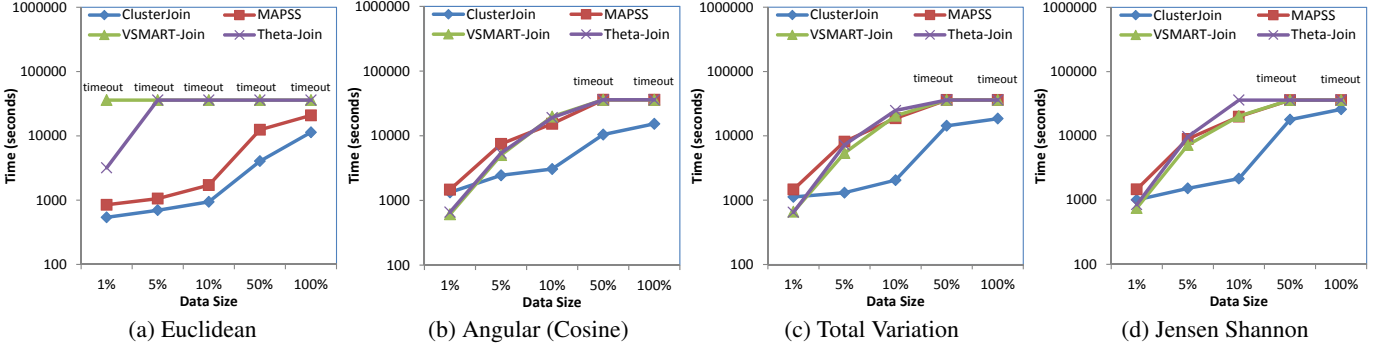 Time (seconds)
1000000
100000
10000
1000
100
ClusterJoin
MAPSS
VSMART-Join
Theta-Join
timeout timeout timeout timeout timeout
1% 5% 10% 50% 100%
Data Size
(a) Euclidean
Time (seconds)
1000000
100000
10000
1000
100
ClusterJoin
MAPSS
VSMART-Join
Theta-Join
timeout timeout
1% 5% 10% 50% 100%
Data Size
(b) Angular (Cosine)
Time (seconds)
1000000
100000
10000
1000
100
ClusterJoin
MAPSS
VSMART-Join
Theta-Join
timeout timeout
1% 5% 10% 50% 100%
Data Size
(c) Total Variation
Time (seconds)
1000000
100000
10000
1000
100
ClusterJoin
MAPSS
VSMART-Join
Theta-Join
timeout timeout
1% 5% 10% 50% 100%
Data Size
(d) Jensen Shannon